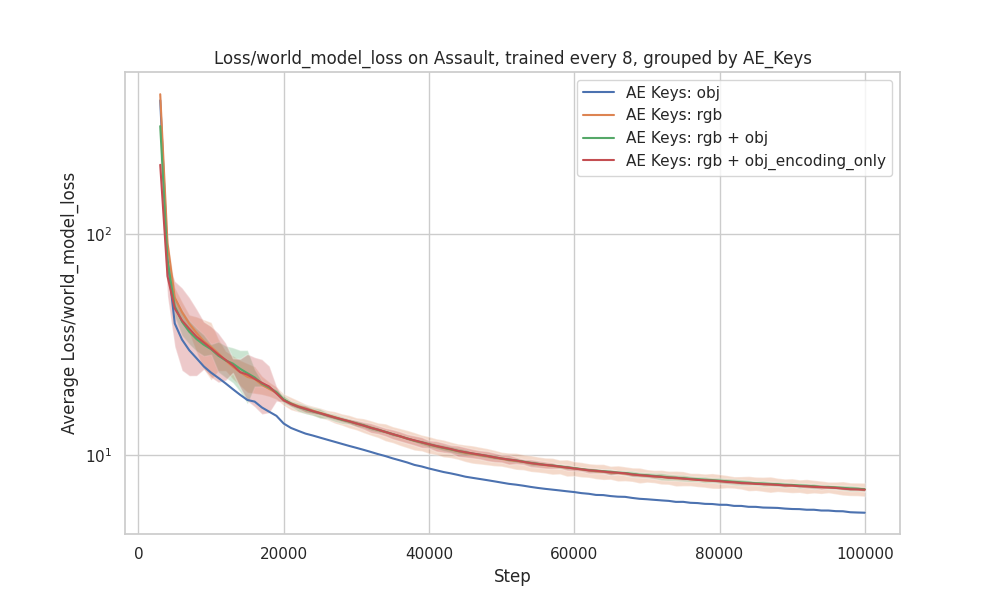 Loss/world_model_loss on Assault, trained every 8, grouped by AE_Keys
AE Keys: obj
AE Keys: rgb
AE Keys: rgb + obj
AE Keys: rgb + obj_encoding_only
Average Loss/world_model_loss
10²
10¹
0
20000
40000
60000
80000
100000
Step